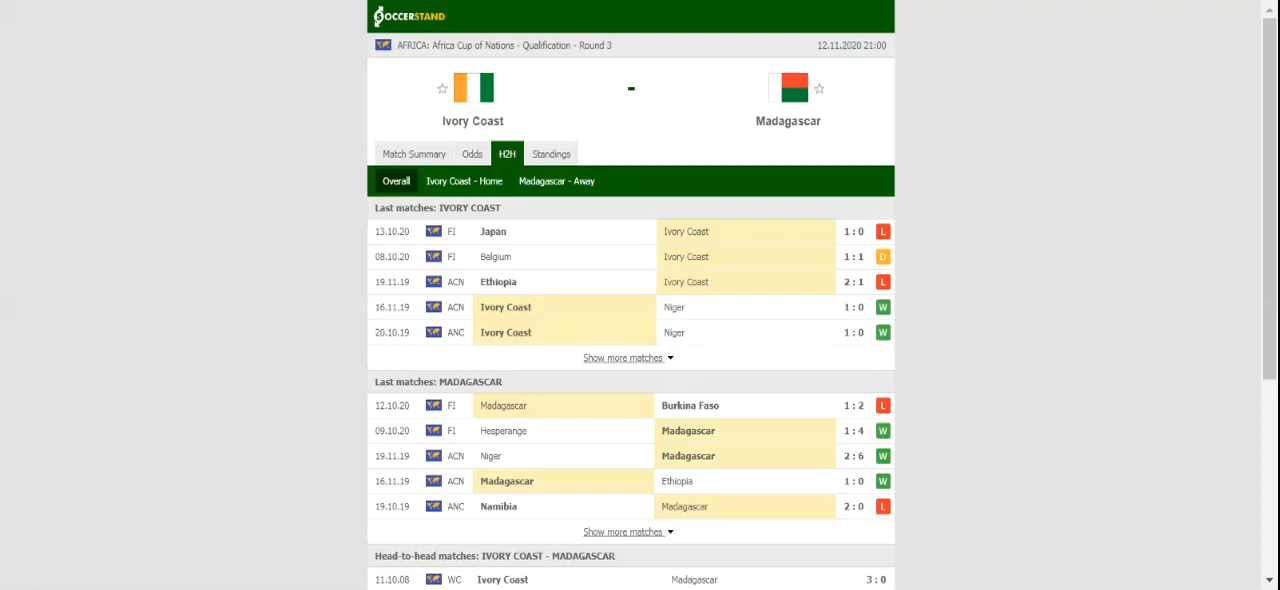 SOCCERSTAND
AFRICA: Africa Cup of Nations - Qualification - Round 3 12.11.2020 21:00
-
Ivory Coast Madagascar
Match Summary Odds H2H Standings
Overall Ivory Coast - Home Madagascar - Away
Last matches: IVORY COAST
13.10.20 FI Japan Ivory Coast 1 : 0 L
08.10.20 FI Belgium Ivory Coast 1 : 1 D
19.11.19 ACN Ethiopia Ivory Coast 2 : 1 L
16.11.19 ACN Ivory Coast Niger 1 : 0 W
20.10.19 ANC Ivory Coast Niger 1 : 0 W
Show more matches
Last matches: MADAGASCAR
12.10.20 FI Madagascar Burkina Faso 1 : 2 L
09.10.20 FI Hesperange Madagascar 1 : 4 W
19.11.19 ACN Niger Madagascar 2 : 6 W
16.11.19 ACN Madagascar Ethiopia 1 : 0 W
19.10.19 ANC Namibia Madagascar 2 : 0 L
Show more matches
Head-to-head matches: IVORY COAST - MADAGASCAR
11.10.08 WC Ivory Coast Madagascar 3 : 0